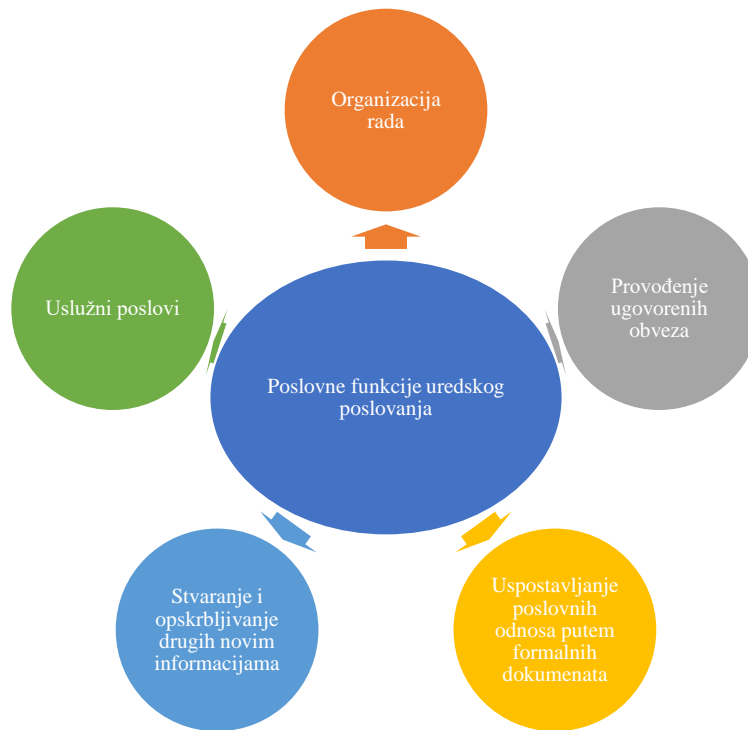 Organizacija
rada
Uslužni poslovi
Provođenje
ugovorenih
obveza
Poslovne funkcije uredskog
poslovanja
Stvaranje i
opskrbljivanje
drugih novim
informacijama
Uspostavljanje
poslovnih
odnosa putem
formalnih
dokumenata